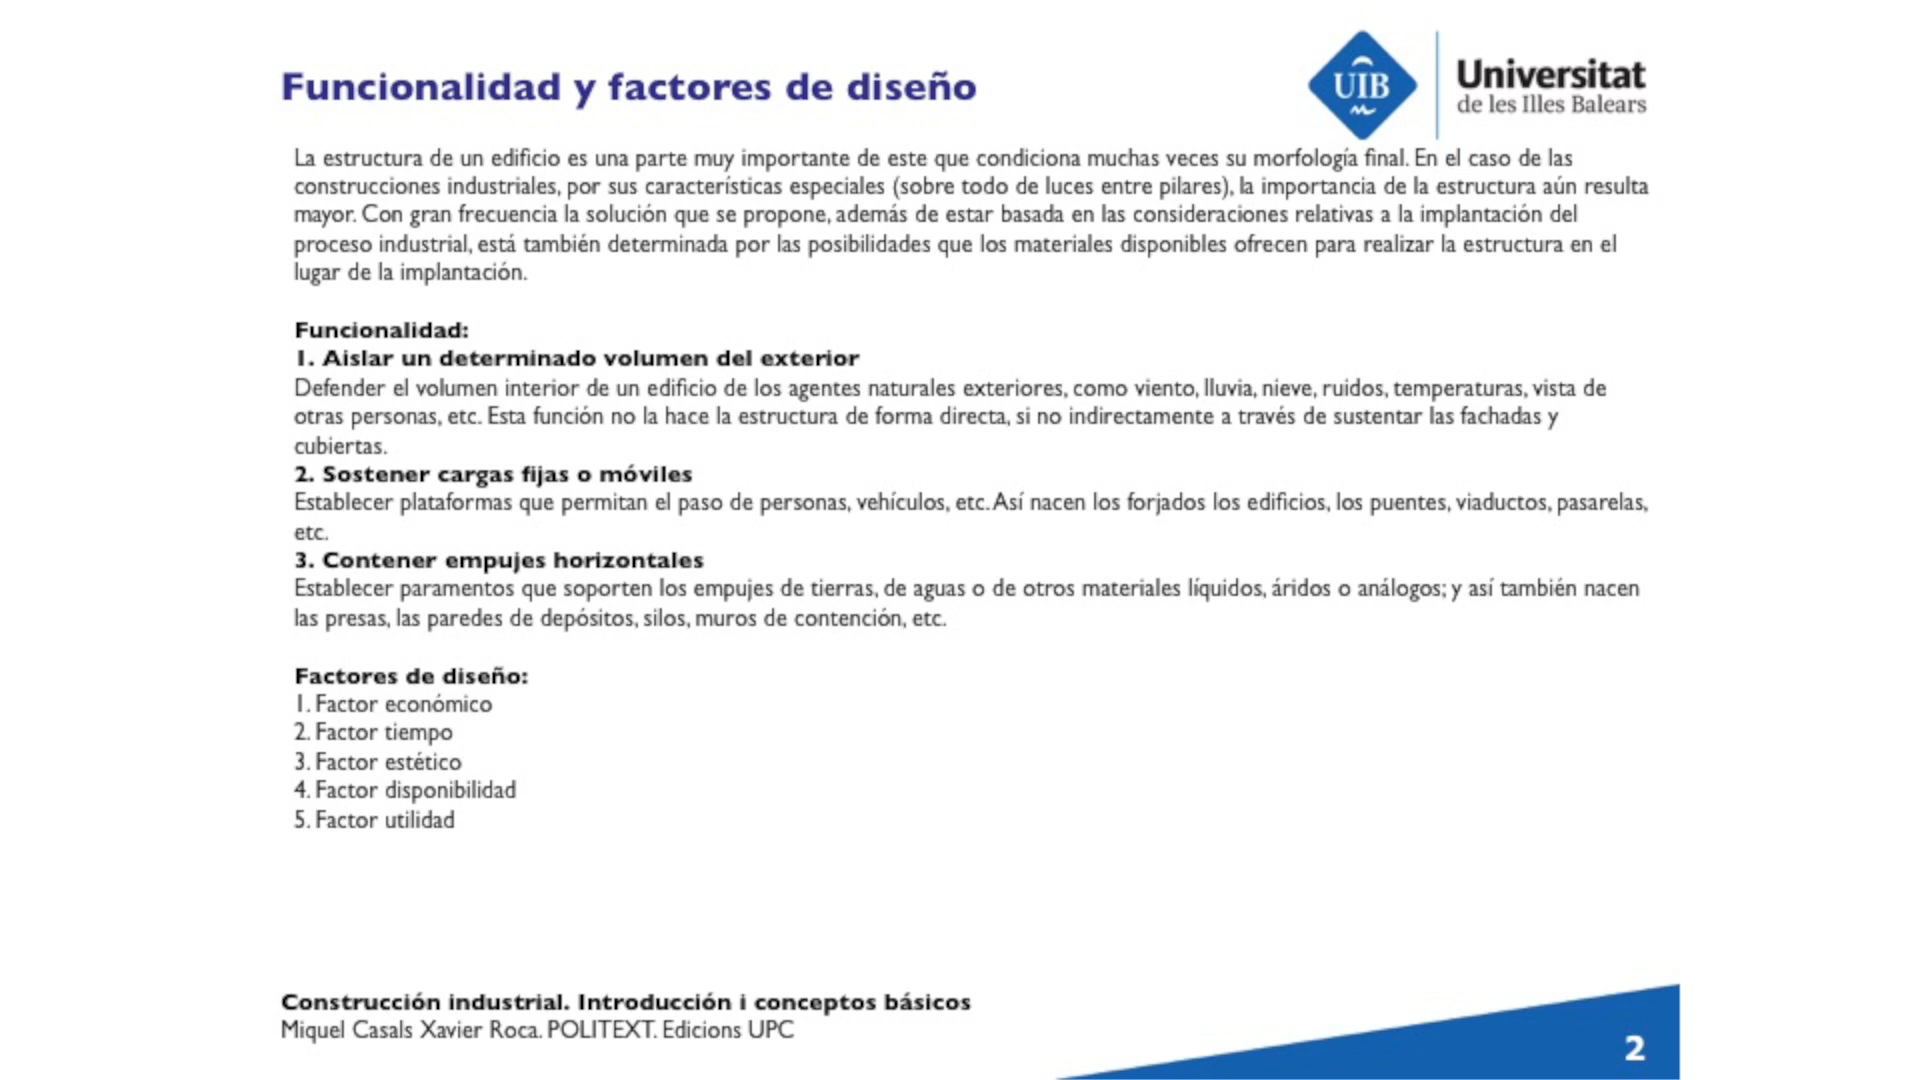 Funcionalidad y factores de diseño
UIB
Universitat
de les Illes Balears
La estructura de un edificio es una parte muy importante de este que condiciona muchas veces su morfología final. En el caso de las
construcciones industriales, por sus características especiales (sobre todo de luces entre pilares), la importancia de la estructura aún resulta
mayor. Con gran frecuencia la solución que se propone, además de estar basada en las consideraciones relativas a la implantación del
proceso industrial, está también determinada por las posibilidades que los materiales disponibles ofrecen para realizar la estructura en el
lugar de la implantación.
Funcionalidad:
1. Aislar un determinado volumen del exterior
Defender el volumen interior de un edificio de los agentes naturales exteriores, como viento, lluvia, nieve, ruidos, temperaturas, vista de
otras personas, etc. Esta función no la hace la estructura de forma directa, si no indirectamente a través de sustentar las fachadas y
cubiertas.
2. Sostener cargas fijas o móviles
Establecer plataformas que permitan el paso de personas, vehículos, etc. Así nacen los forjados los edificios, los puentes, viaductos, pasarelas,
etc.
3. Contener empujes horizontales
Establecer paramentos que soporten los empujes de tierras, de aguas o de otros materiales líquidos, áridos o análogos; y así también nacen
las presas, las paredes de depósitos, silos, muros de contención, etc.
Factores de diseño:
1. Factor económico
2. Factor tiempo
3. Factor estético
4. Factor disponibilidad
5. Factor utilidad
Construcción industrial. Introducción i conceptos básicos
Miquel Casals Xavier Roca. POLITEXT. Edicions UPC
2